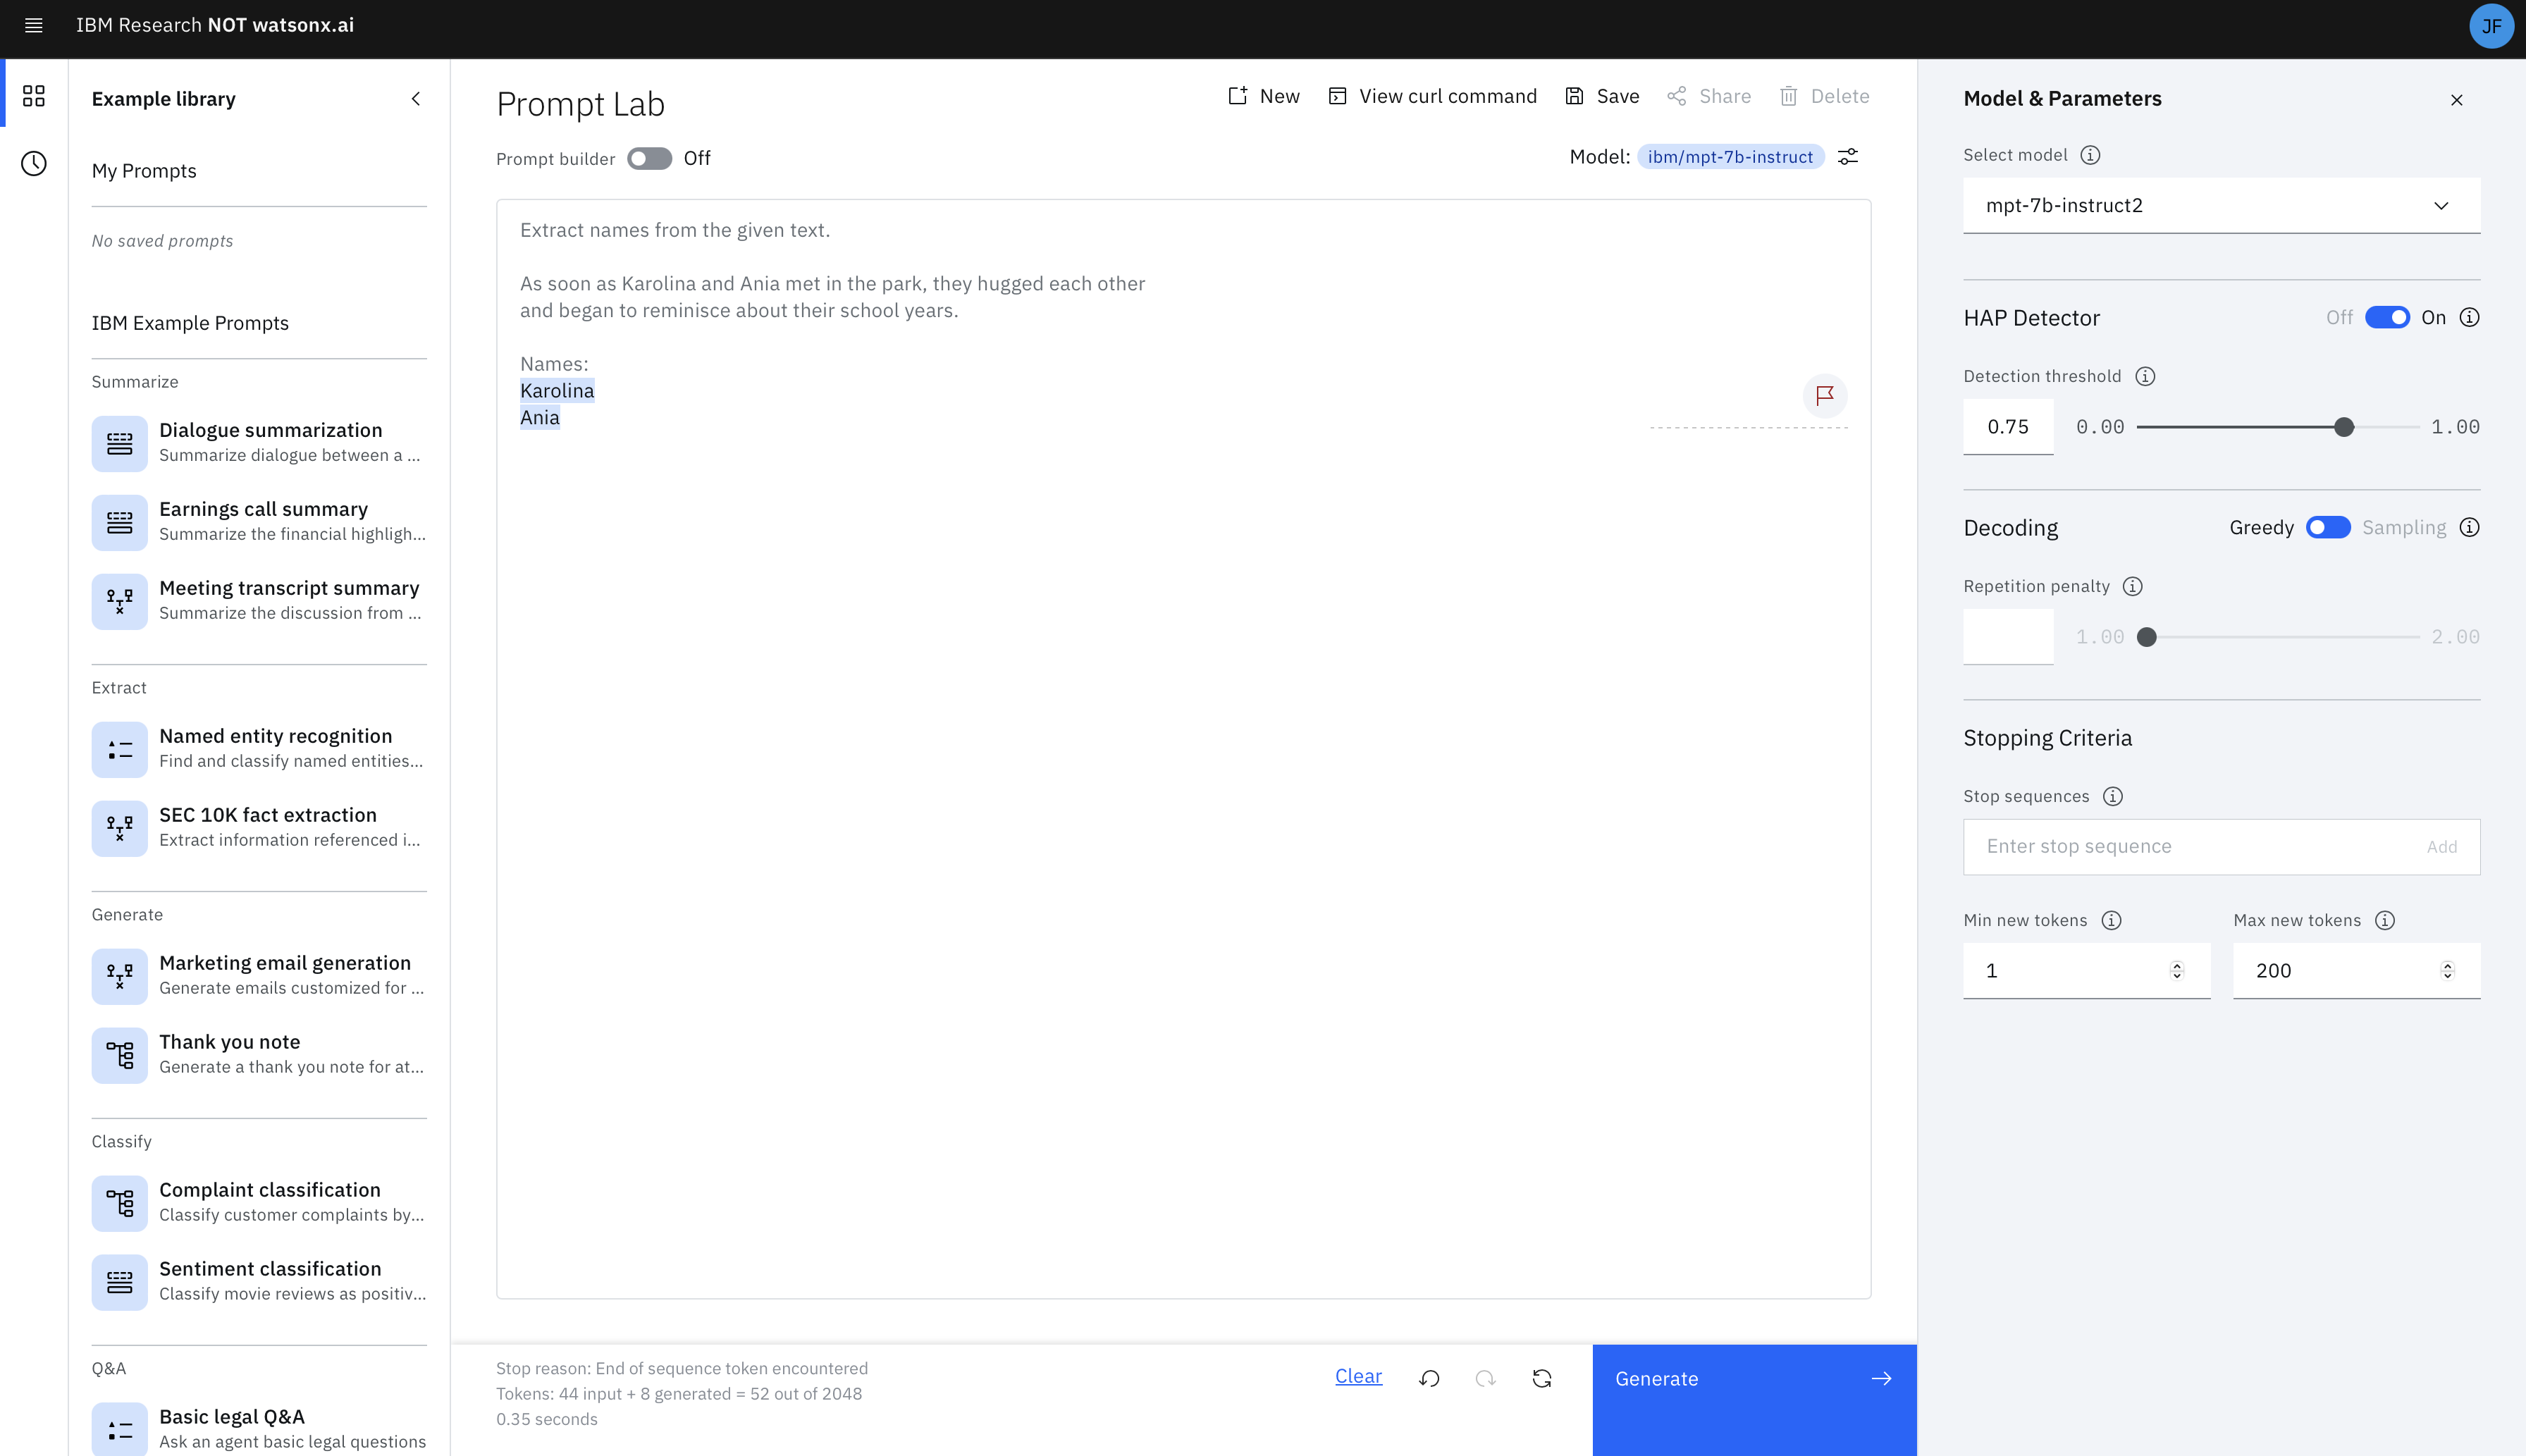 IBM Research NOT watsonx.ai
JF
Example library
My Prompts
No saved prompts
IBM Example Prompts
Summarize
Dialogue summarization
Summarize dialogue between a ...
Earnings call summary
Summarize the financial highligh...
Meeting transcript summary
Summarize the discussion from ...
Extract
Named entity recognition
Find and classify named entities...
SEC 10K fact extraction
Extract information referenced i...
Generate
Marketing email generation
Generate emails customized for ...
Thank you note
Generate a thank you note for at...
Classify
Complaint classification
Classify customer complaints by...
Sentiment classification
Classify movie reviews as positiv...
Q&A
Basic legal Q&A
Ask an agent basic legal questions
Prompt Lab
New View curl command Save Share Delete
Prompt builder Off
Model: ibm/mpt-7b-instruct
Extract names from the given text.
As soon as Karolina and Ania met in the park, they hugged each other
and began to reminisce about their school years.
Names:
Karolina
Ania
Stop reason: End of sequence token encountered
Tokens: 44 input + 8 generated = 52 out of 2048
0.35 seconds
Clear
Generate
Model & Parameters
Select model
mpt-7b-instruct2
HAP Detector Off On
Detection threshold
0.75 0.00 1.00
Decoding Greedy Sampling
Repetition penalty
1.00 2.00
Stopping Criteria
Stop sequences
Enter stop sequence Add
Min new tokens Max new tokens
1 200